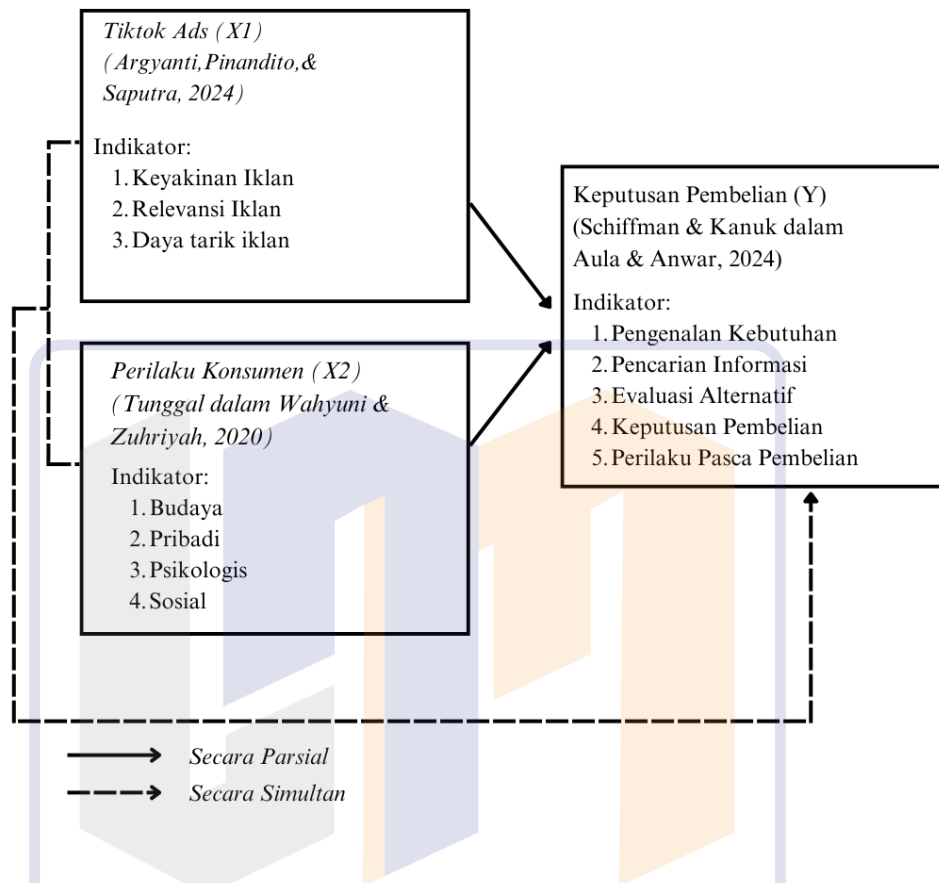 Tiktok Ads (X1)
(Argyanti,Pinandito,&
Saputra, 2024)
Indikator:
1. Keyakinan Iklan
2. Relevansi Iklan
3. Daya tarik iklan
Perilaku Konsumen (X2)
(Tunggal dalam Wahyuni &
Zuhriyah, 2020)
Indikator:
1. Budaya
2. Pribadi
3. Psikologis
4. Sosial
Keputusan Pembelian (Y)
(Schiffman & Kanuk dalam
Aula & Anwar, 2024)
Indikator:
1. Pengenalan Kebutuhan
2. Pencarian Informasi
3. Evaluasi Alternatif
4. Keputusan Pembelian
5. Perilaku Pasca Pembelian
Secara Parsial
Secara Simultan